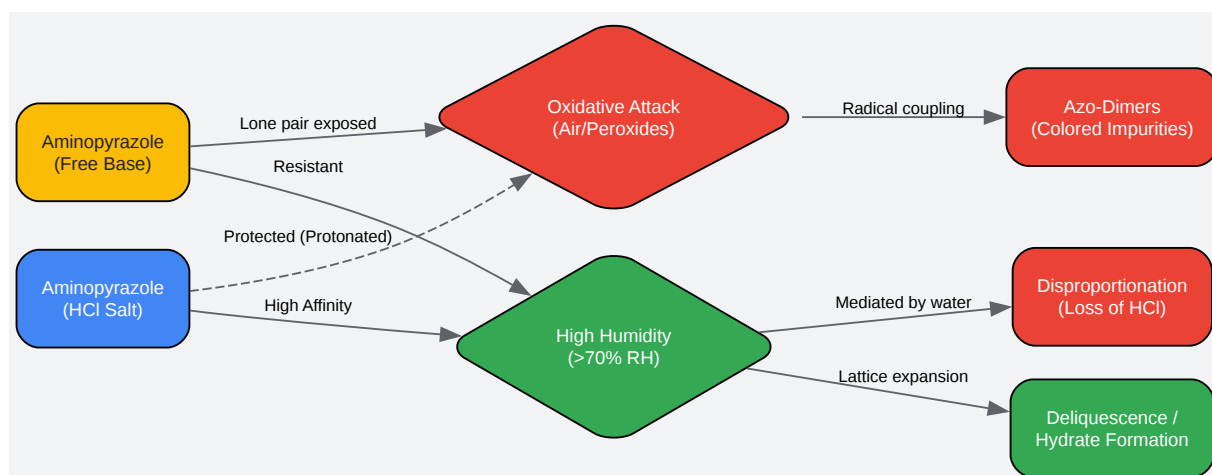 Aminopyrazole
(Free Base)
Lone pair exposed
Resistant
Oxidative Attack
(Air/Peroxides)
Radical coupling
Azo-Dimers
(Colored Impurities)
Aminopyrazole
(HCl Salt)
Protected (Protonated)
High Affinity
High Humidity
(>70% RH)
Mediated by water
Disproportionation
(Loss of HCl)
Lattice expansion
Deliquescence /
Hydrate Formation